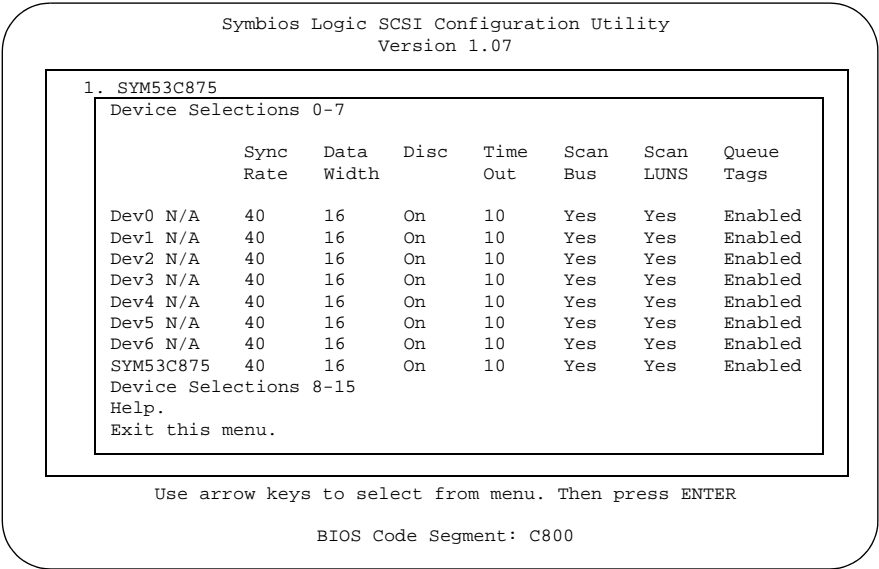 Symbios Logic SCSI Configuration Utility
Version 1.07
1. SYM53C875
Device Selections 0-7
Sync Data Disc Time Scan Scan Queue
Rate Width Out Bus LUNS Tags
Dev0 N/A 40 16 On 10 Yes Yes Enabled
Dev1 N/A 40 16 On 10 Yes Yes Enabled
Dev2 N/A 40 16 On 10 Yes Yes Enabled
Dev3 N/A 40 16 On 10 Yes Yes Enabled
Dev4 N/A 40 16 On 10 Yes Yes Enabled
Dev5 N/A 40 16 On 10 Yes Yes Enabled
Dev6 N/A 40 16 On 10 Yes Yes Enabled
SYM53C875 40 16 On 10 Yes Yes Enabled
Device Selections 8-15
Help.
Exit this menu.
Use arrow keys to select from menu. Then press ENTER
BIOS Code Segment: C800